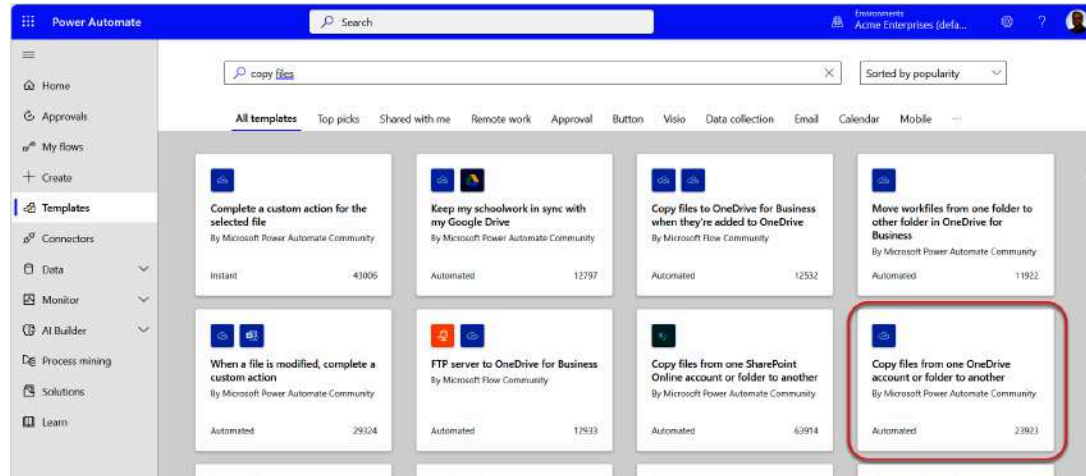 Power Automate
Search
Environments
Acme Enterprises (defa...
?
Home
Approvals
My flows
Create
Templates
Connectors
Data
Monitor
AI Builder
Process mining
Solutions
Learn
copy files
Sorted by popularity
All templates Top picks Shared with me Remote work Approval Button Visio Data collection Email Calendar Mobile ...
Complete a custom action for the
selected file
By Microsoft Power Automate Community
Instant 43006
Keep my schoolwork in sync with
my Google Drive
By Microsoft Power Automate Community
Automated 12797
Copy files to OneDrive for Business
when they're added to OneDrive
By Microsoft Flow Community
Automated 12532
Move workfiles from one folder to
other folder in OneDrive for
Business
By Microsoft Power Automate Community
Automated 11922
When a file is modified, complete a
custom action
By Microsoft Power Automate Community
Automated 29324
FTP server to OneDrive for Business
By Microsoft Flow Community
Automated 12933
Copy files from one SharePoint
Online account or folder to another
By Microsoft Power Automate Community
Automated 63914
Copy files from one OneDrive
account or folder to another
By Microsoft Power Automate Community
Automated 23923